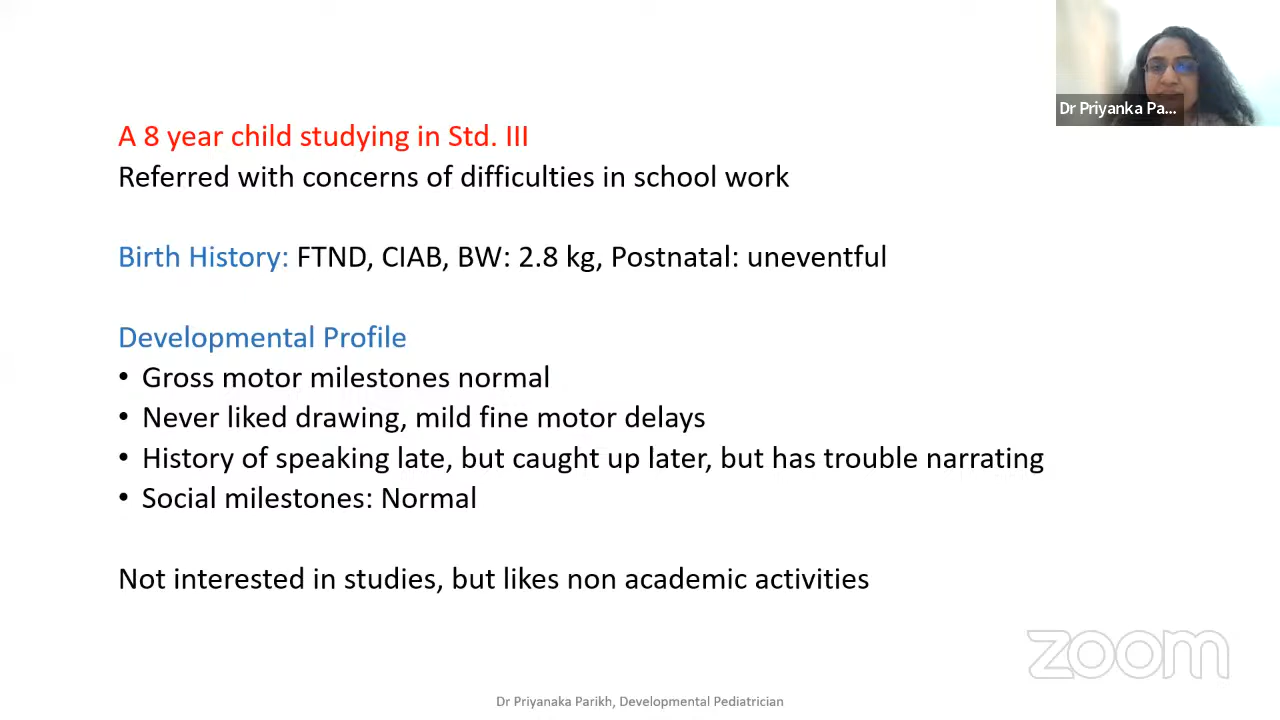 Dr Priyanka Pa...
A 8 year child studying in Std. III
Referred with concerns of difficulties in school work
Birth History: FTND, CIAB, BW: 2.8 kg, Postnatal: uneventful
Developmental Profile
• Gross motor milestones normal
• Never liked drawing, mild fine motor delays
• History of speaking late, but caught up later, but has trouble narrating
• Social milestones: Normal
Not interested in studies, but likes non academic activities
zoom
Dr Priyanaka Parikh, Developmental Pediatrician